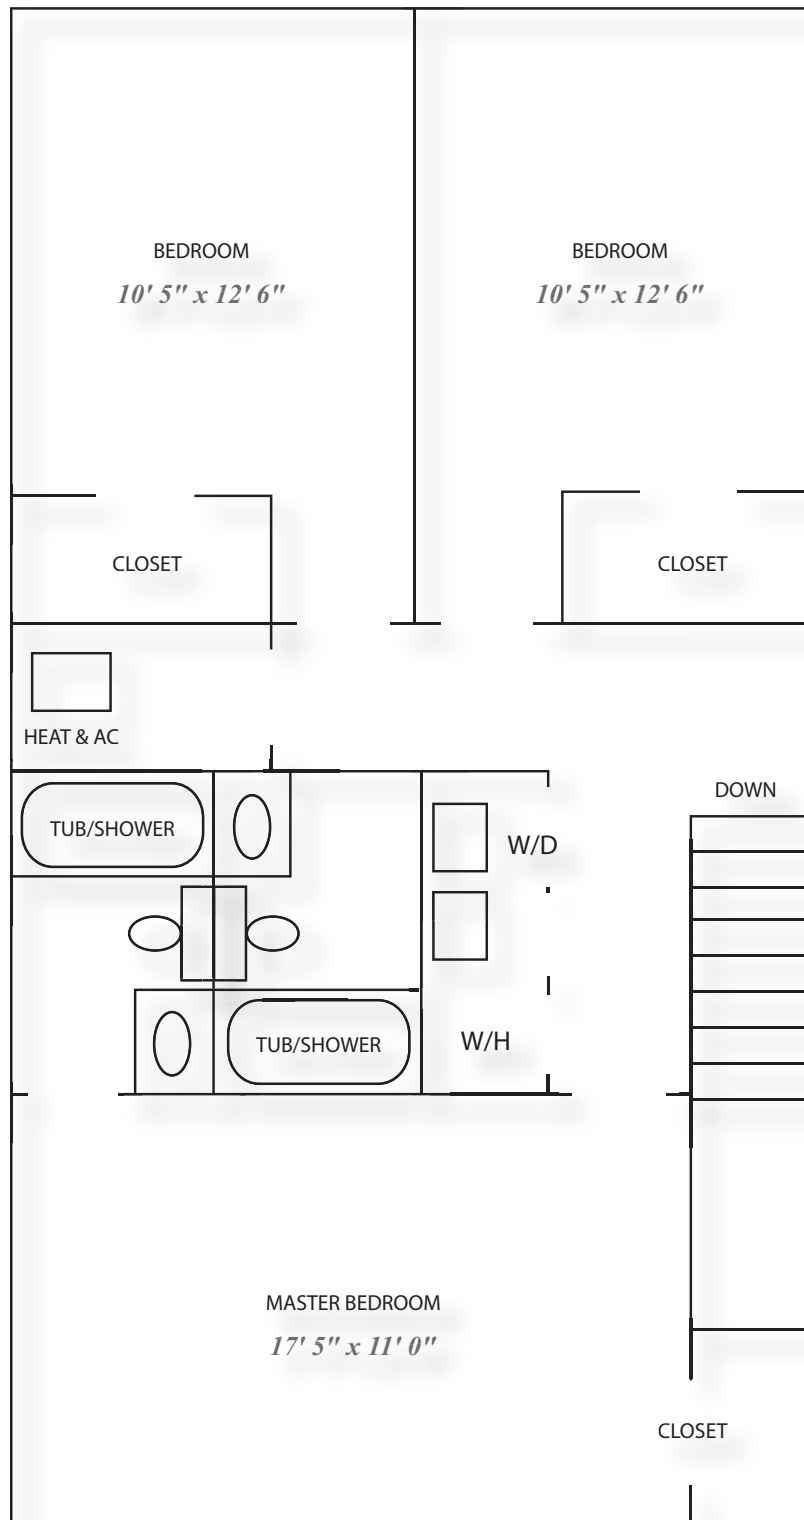 BEDROOM
10' 5" x 12' 6"
BEDROOM
10' 5" x 12' 6"
CLOSET
CLOSET
HEAT & AC
DOWN
TUB/SHOWER
W/D
TUB/SHOWER
W/H
MASTER BEDROOM
17' 5" x 11' 0"
CLOSET